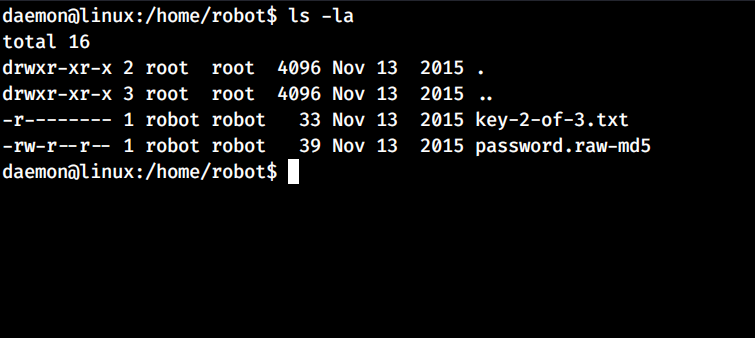 daemon@linux:/home/robot$ ls -la
total 16
drwxr-xr-x 2 root  root  4096 Nov 13  2015 .
drwxr-xr-x 3 root  root  4096 Nov 13  2015 ..
-r-------- 1 robot robot   33 Nov 13  2015 key-2-of-3.txt
-rw-r--r-- 1 robot robot   39 Nov 13  2015 password.raw-md5
daemon@linux:/home/robot$